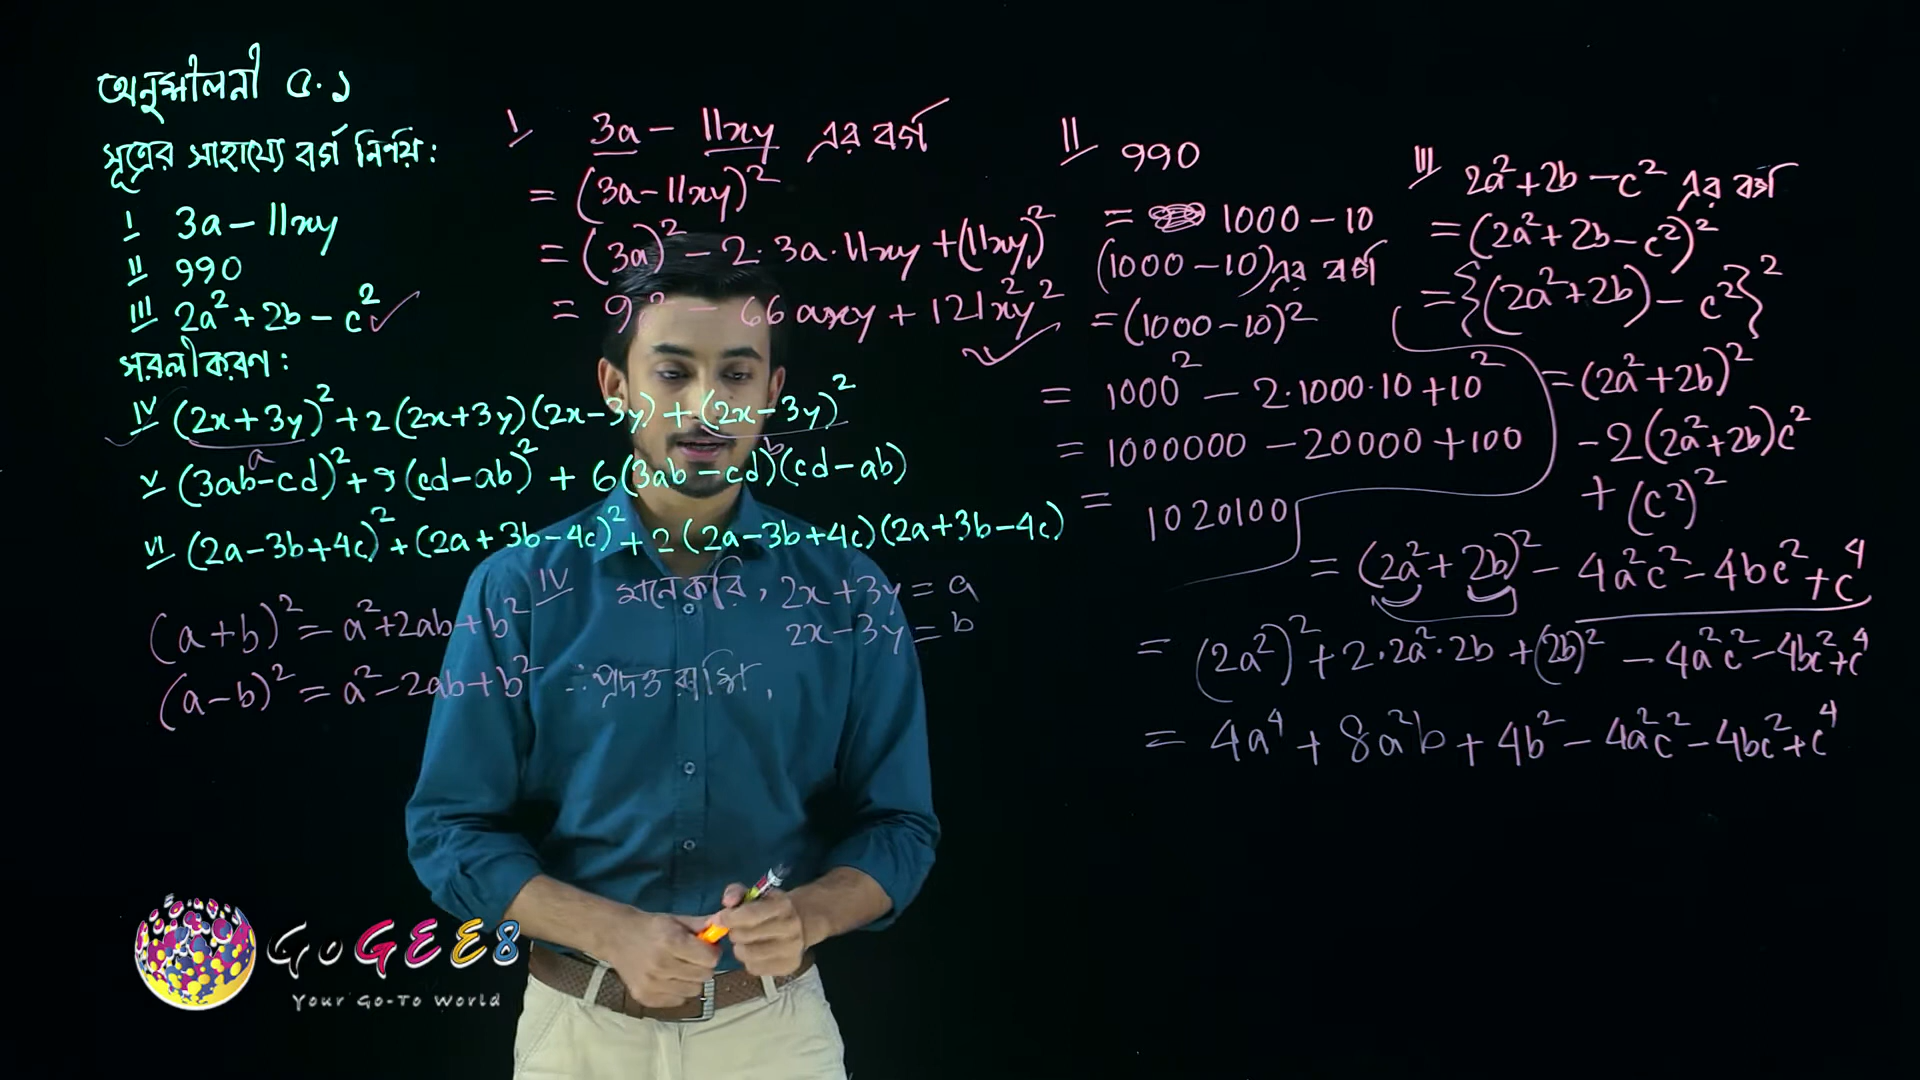 অনুশীলনী ৫.১
সূত্রের সাহায্যে বর্গ নির্ণয়:
I 3a - 11xy
II 990
III 2a² + 2b - c²
সরলীকরণ:
IV (2x+3y)² + 2(2x+3y)(2x-3y) + (2x-3y)²
a b
V (3ab-cd)² + 9(cd-ab)² + 6(3ab-cd)(cd-ab)
VI (2a-3b+4c)² + (2a+3b-4c)² + 2(2a-3b+4c)(2a+3b-4c)
(a+b)² = a²+2ab+b²
(a-b)² = a²-2ab+b²
I 3a - 11xy এর বর্গ
= (3a-11xy)²
= (3a)² - 2·3a·11xy + (11xy)²
- 66axy + 121x²y²
II 990
= 1000 - 10
(1000-10) এর বর্গ
= (1000-10)²
= 1000² - 2·1000·10 + 10²
= 1000000 - 20000 + 100
= 1020100
III 2a²+2b-c² এর বর্গ
= (2a²+2b-c²)²
= {(2a²+2b) - c²}²
= (2a²+2b)²
- 2(2a²+2b)c²
+ (c²)²
= (2a²+2b)² - 4a²c² - 4bc² + c⁴
= (2a²)² + 2·2a²·2b + (2b)² - 4a²c² - 4bc² + c⁴
= 4a⁴ + 8a²b + 4b² - 4a²c² - 4bc² + c⁴
IV মনেকরি, 2x+3y = a
2x-3y = b
∴ প্রদত্ত রাশি,
GoGEE8
Your Go-To World